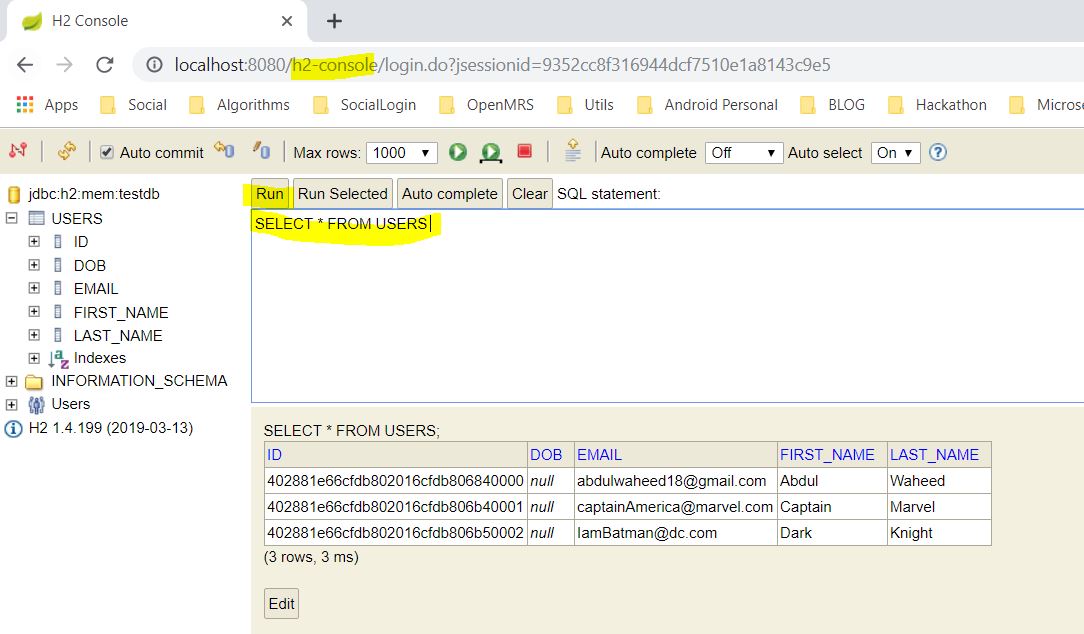 H2 Console
localhost:8080/h2-console/login.do?jsessionid=9352cc8f316944dcf7510e1a8143c9e5
Apps Social Algorithms SocialLogin OpenMRS Utils Android Personal BLOG Hackathon Microso
Auto commit Max rows: 1000 Auto complete Off Auto select On
jdbc:h2:mem:testdb
USERS
ID
DOB
EMAIL
FIRST_NAME
LAST_NAME
Indexes
INFORMATION_SCHEMA
Users
H2 1.4.199 (2019-03-13)
Run Run Selected Auto complete Clear SQL statement:
SELECT * FROM USERS
SELECT * FROM USERS;
ID DOB EMAIL FIRST_NAME LAST_NAME
402881e66cfdb802016cfdb806840000 null abdulwaheed18@gmail.com Abdul Waheed
402881e66cfdb802016cfdb806b40001 null captainAmerica@marvel.com Captain Marvel
402881e66cfdb802016cfdb806b50002 null IamBatman@dc.com Dark Knight
(3 rows, 3 ms)
Edit